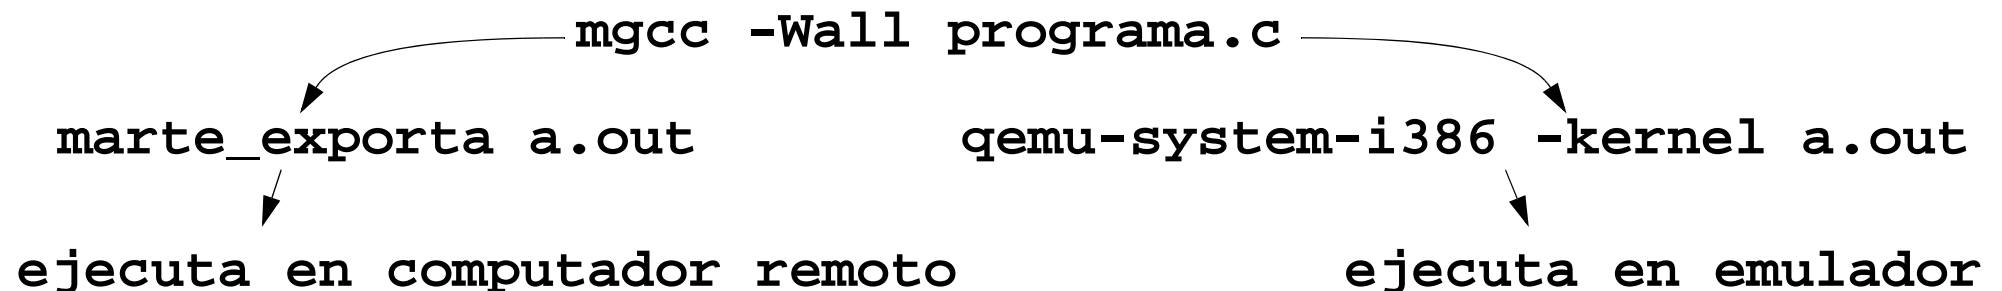 mgcc -Wall programa.c
marte_exporta a.out
qemu-system-i386 -kernel a.out
ejecuta en computador remoto
ejecuta en emulador